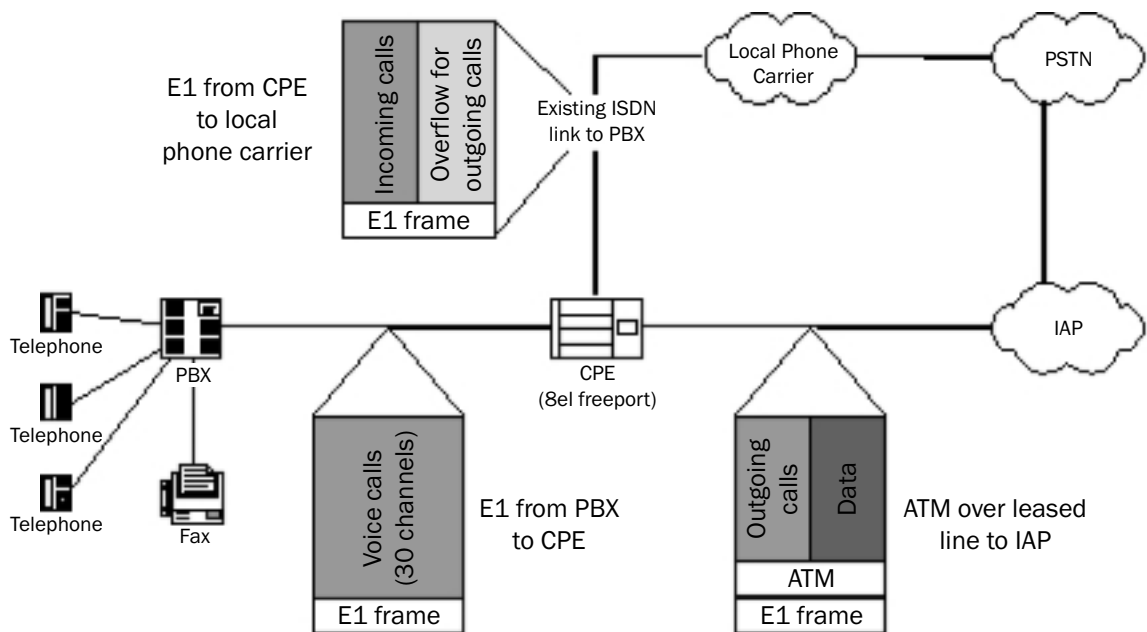 E1 from CPE
to local
phone carrier
Incoming calls
Overflow for
outgoing calls
E1 frame
Existing ISDN
link to PBX
Local Phone
Carrier
PSTN
Telephone
Telephone
Telephone
PBX
Fax
CPE
(8el freeport)
IAP
Voice calls
(30 channels)
E1 frame
E1 from PBX
to CPE
Outgoing
calls
Data
ATM
E1 frame
ATM over leased
line to IAP